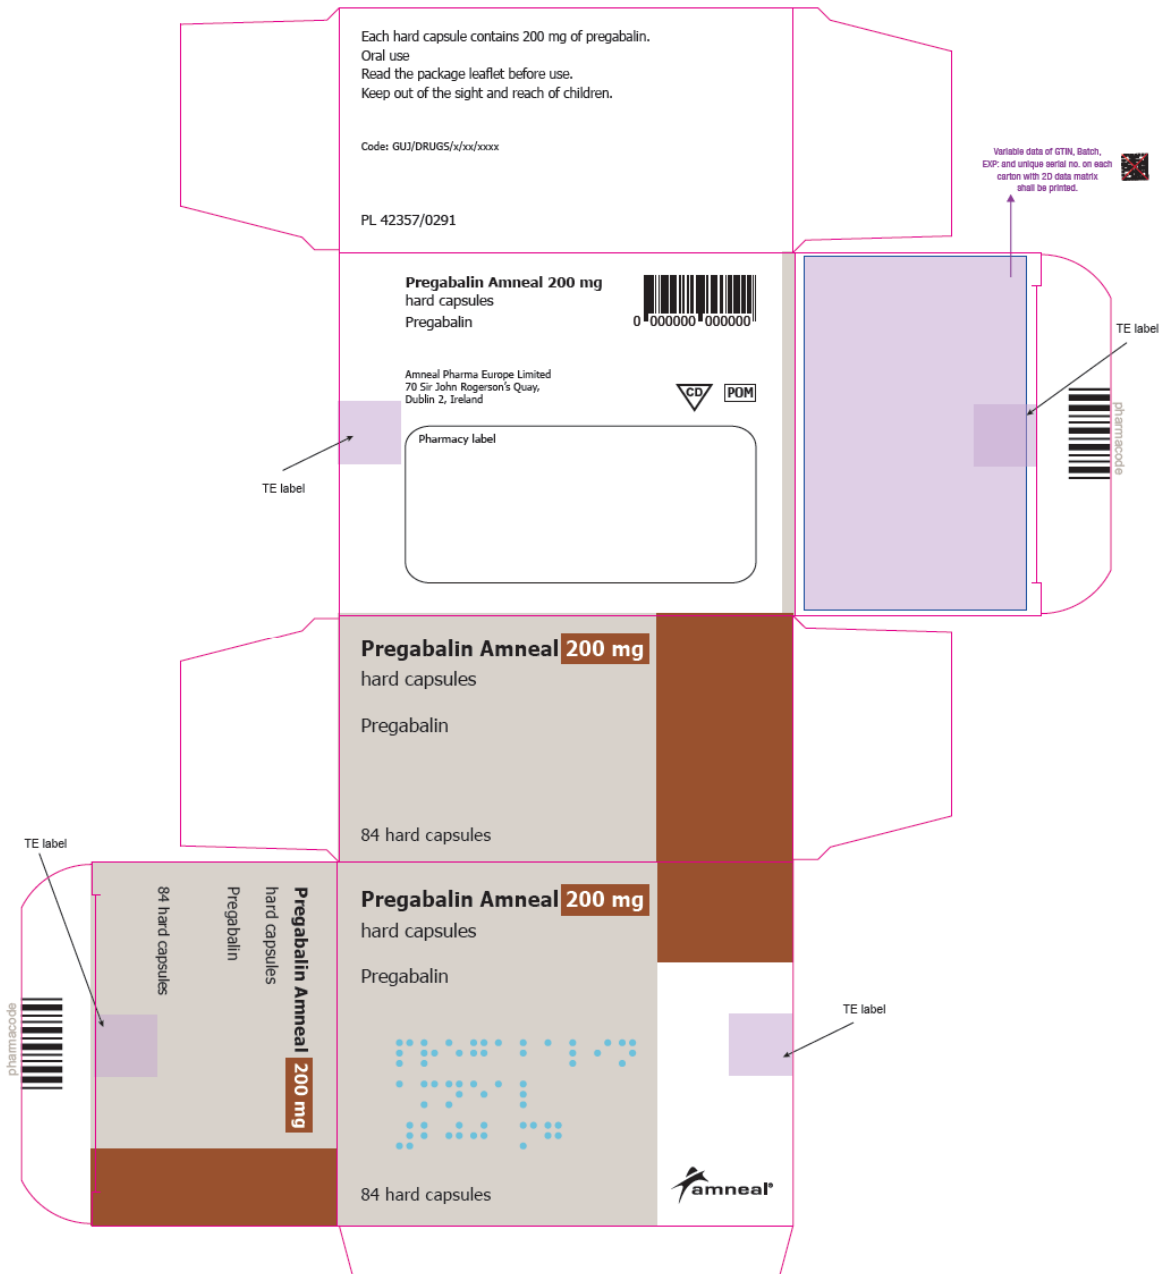 Each hard capsule contains 200 mg of pregabalin.
Oral use
Read the package leaflet before use.
Keep out of the sight and reach of children.
Code: GUJ/DRUGS/x/xx/xxxx
PL 42357/0291
Variable data of GTIN, Batch,
EXP: and unique serial no. on each
carton with 2D data matrix
shall be printed.
Pregabalin Amneal 200 mg
hard capsules
Pregabalin
0 000000 000000
Amneal Pharma Europe Limited
70 Sir John Rogerson's Quay,
Dublin 2, Ireland
CD
POM
Pharmacy label
TE label
TE label
pharmacode
Pregabalin Amneal 200 mg
hard capsules
Pregabalin
84 hard capsules
TE label
Pregabalin Amneal 200 mg
hard capsules
Pregabalin
84 hard capsules
pharmacode
Pregabalin Amneal 200 mg
hard capsules
Pregabalin
84 hard capsules
TE label
amneal®